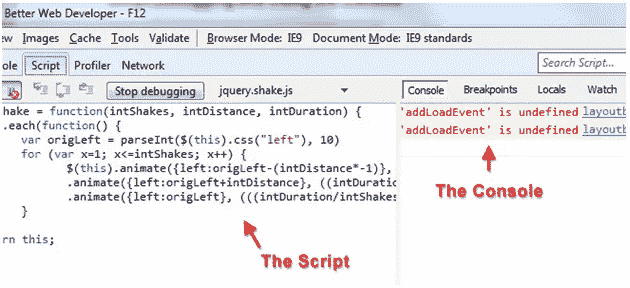 Better Web Developer - F12
ew Images Cache Tools Validate Browser Mode: IE9 Document Mode: IE9 standards
ole Script Profiler Network Search Script...
Stop debugging jquery.shake.js Console Breakpoints Locals Watch
hake = function(intShakes, intDistance, intDuration) {
.each(function() {
var origLeft = parseInt($(this).css("left"), 10)
for (var x=1; x<=intShakes; x++) {
$(this).animate({left:origLeft-(intDistance*-1)},
.animate({left:origLeft+intDistance}, ((intDuratio
.animate({left:origLeft}, (((intDuration/intShakes
}
rn this;
'addLoadEvent' is undefined layoutb
'addLoadEvent' is undefined layoutb
The Console
The Script